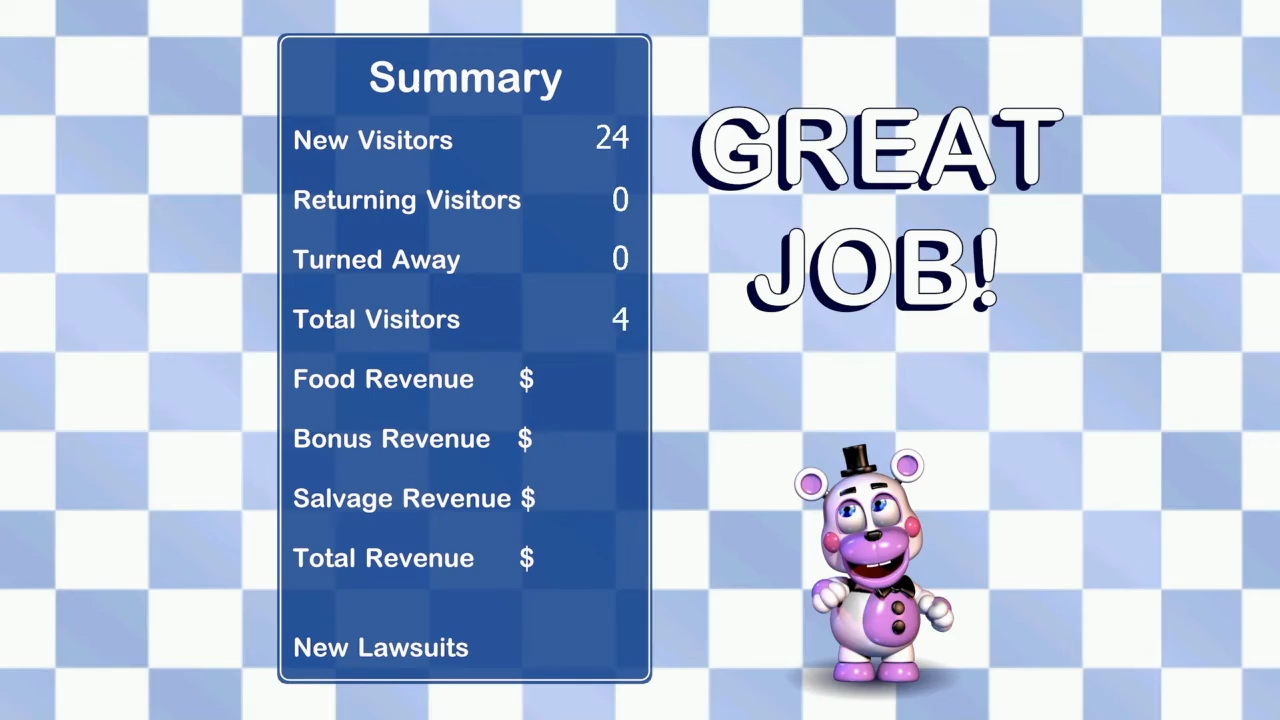 Summary
New Visitors 24
Returning Visitors 0
Turned Away 0
Total Visitors 4
Food Revenue $
Bonus Revenue $
Salvage Revenue $
Total Revenue $
New Lawsuits
GREAT
JOB!